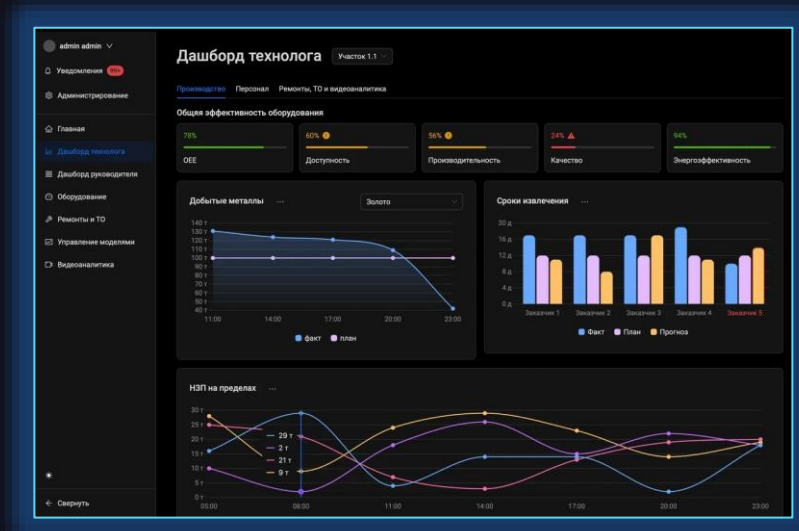 admin admin
Уведомления 99+
Администрирование
Главная
Дашборд технолога
Дашборд руководителя
Оборудование
Ремонты и ТО
Управление моделями
Видеоаналитика
Свернуть
Дашборд технолога
Участок 1.1
Производство Персонал Ремонты, ТО и видеоаналитика
Общая эффективность оборудования
78%
OEE
60%
Доступность
56%
Производительность
24%
Качество
94%
Энергоэффективность
Добытые металлы ...
Золото
140 т
130 т
120 т
110 т
100 т
90 т
80 т
70 т
60 т
50 т
40 т
11:00 14:00 17:00 20:00 23:00
факт план
Сроки извлечения ...
20 д
16 д
12 д
8 д
4 д
0 д
Заказчик 1 Заказчик 2 Заказчик 3 Заказчик 4 Заказчик 5
Факт План Прогноз
НЗП на пределах ...
30 т
25 т
20 т
15 т
10 т
5 т
0 т
29 т
2 т
21 т
9 т
05:00 08:00 11:00 14:00 17:00 20:00 23:00